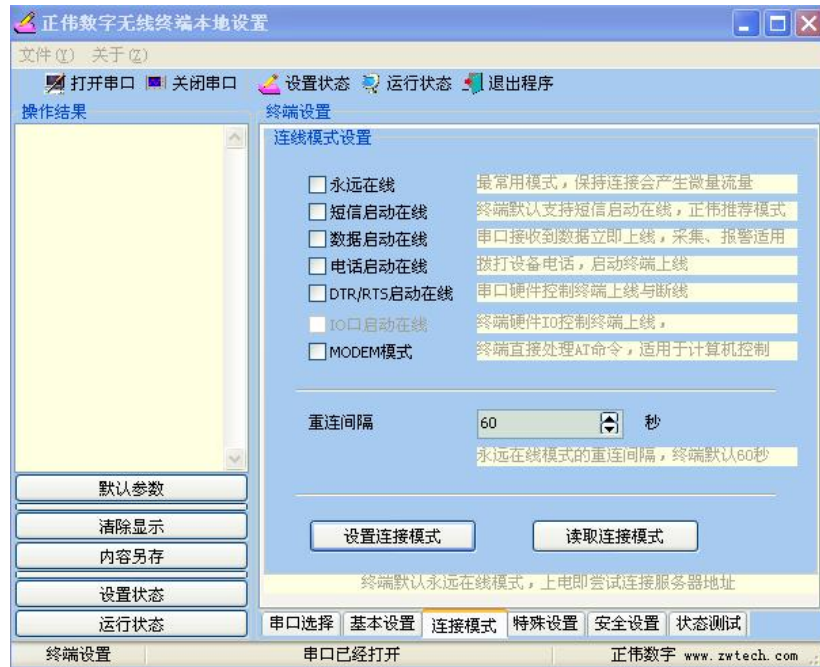 正伟数字无线终端本地设置
文件(Y) 关于(Z)
打开串口 关闭串口 设置状态 运行状态 退出程序
操作结果
终端设置
连线模式设置
永远在线 最常用模式，保持连接会产生微量流量
短信启动在线 终端默认支持短信启动在线，正伟推荐模式
数据启动在线 串口接收到数据立即上线，采集、报警适用
电话启动在线 拨打设备电话，启动终端上线
DTR/RTS启动在线 串口硬件控制终端上线与断线
IO口启动在线 终端硬件IO控制终端上线，
MODEM模式 终端直接处理AT命令，适用于计算机控制
重连间隔 60 秒
永远在线模式的重连间隔，终端默认60秒
默认参数
清除显示
内容另存
设置状态
运行状态
设置连接模式 读取连接模式
终端默认永远在线模式，上电即尝试连接服务器地址
串口选择 基本设置 连接模式 特殊设置 安全设置 状态测试
终端设置 串口已经打开 正伟数字 www.zwtech.com